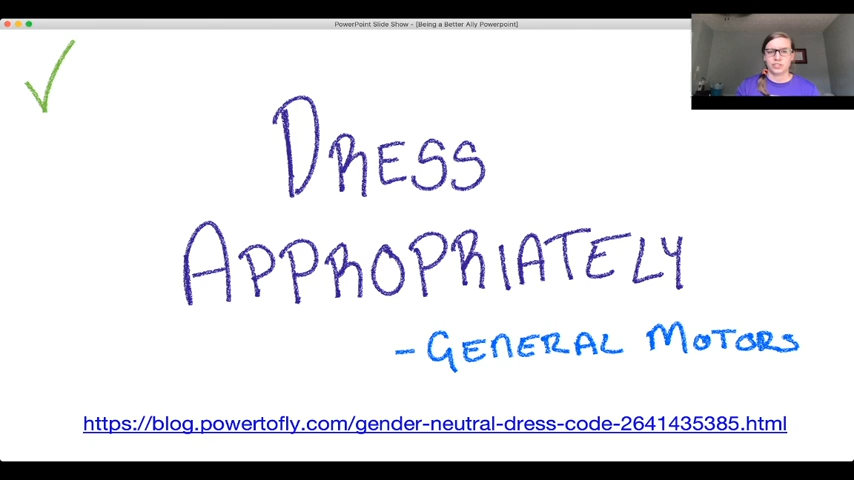 PowerPoint Slide Show - [Being a Better Ally Powerpoint]
DRESS
APPROPRIATELY
- GENERAL MOTORS
https://blog.powertofly.com/gender-neutral-dress-code-2641435385.html